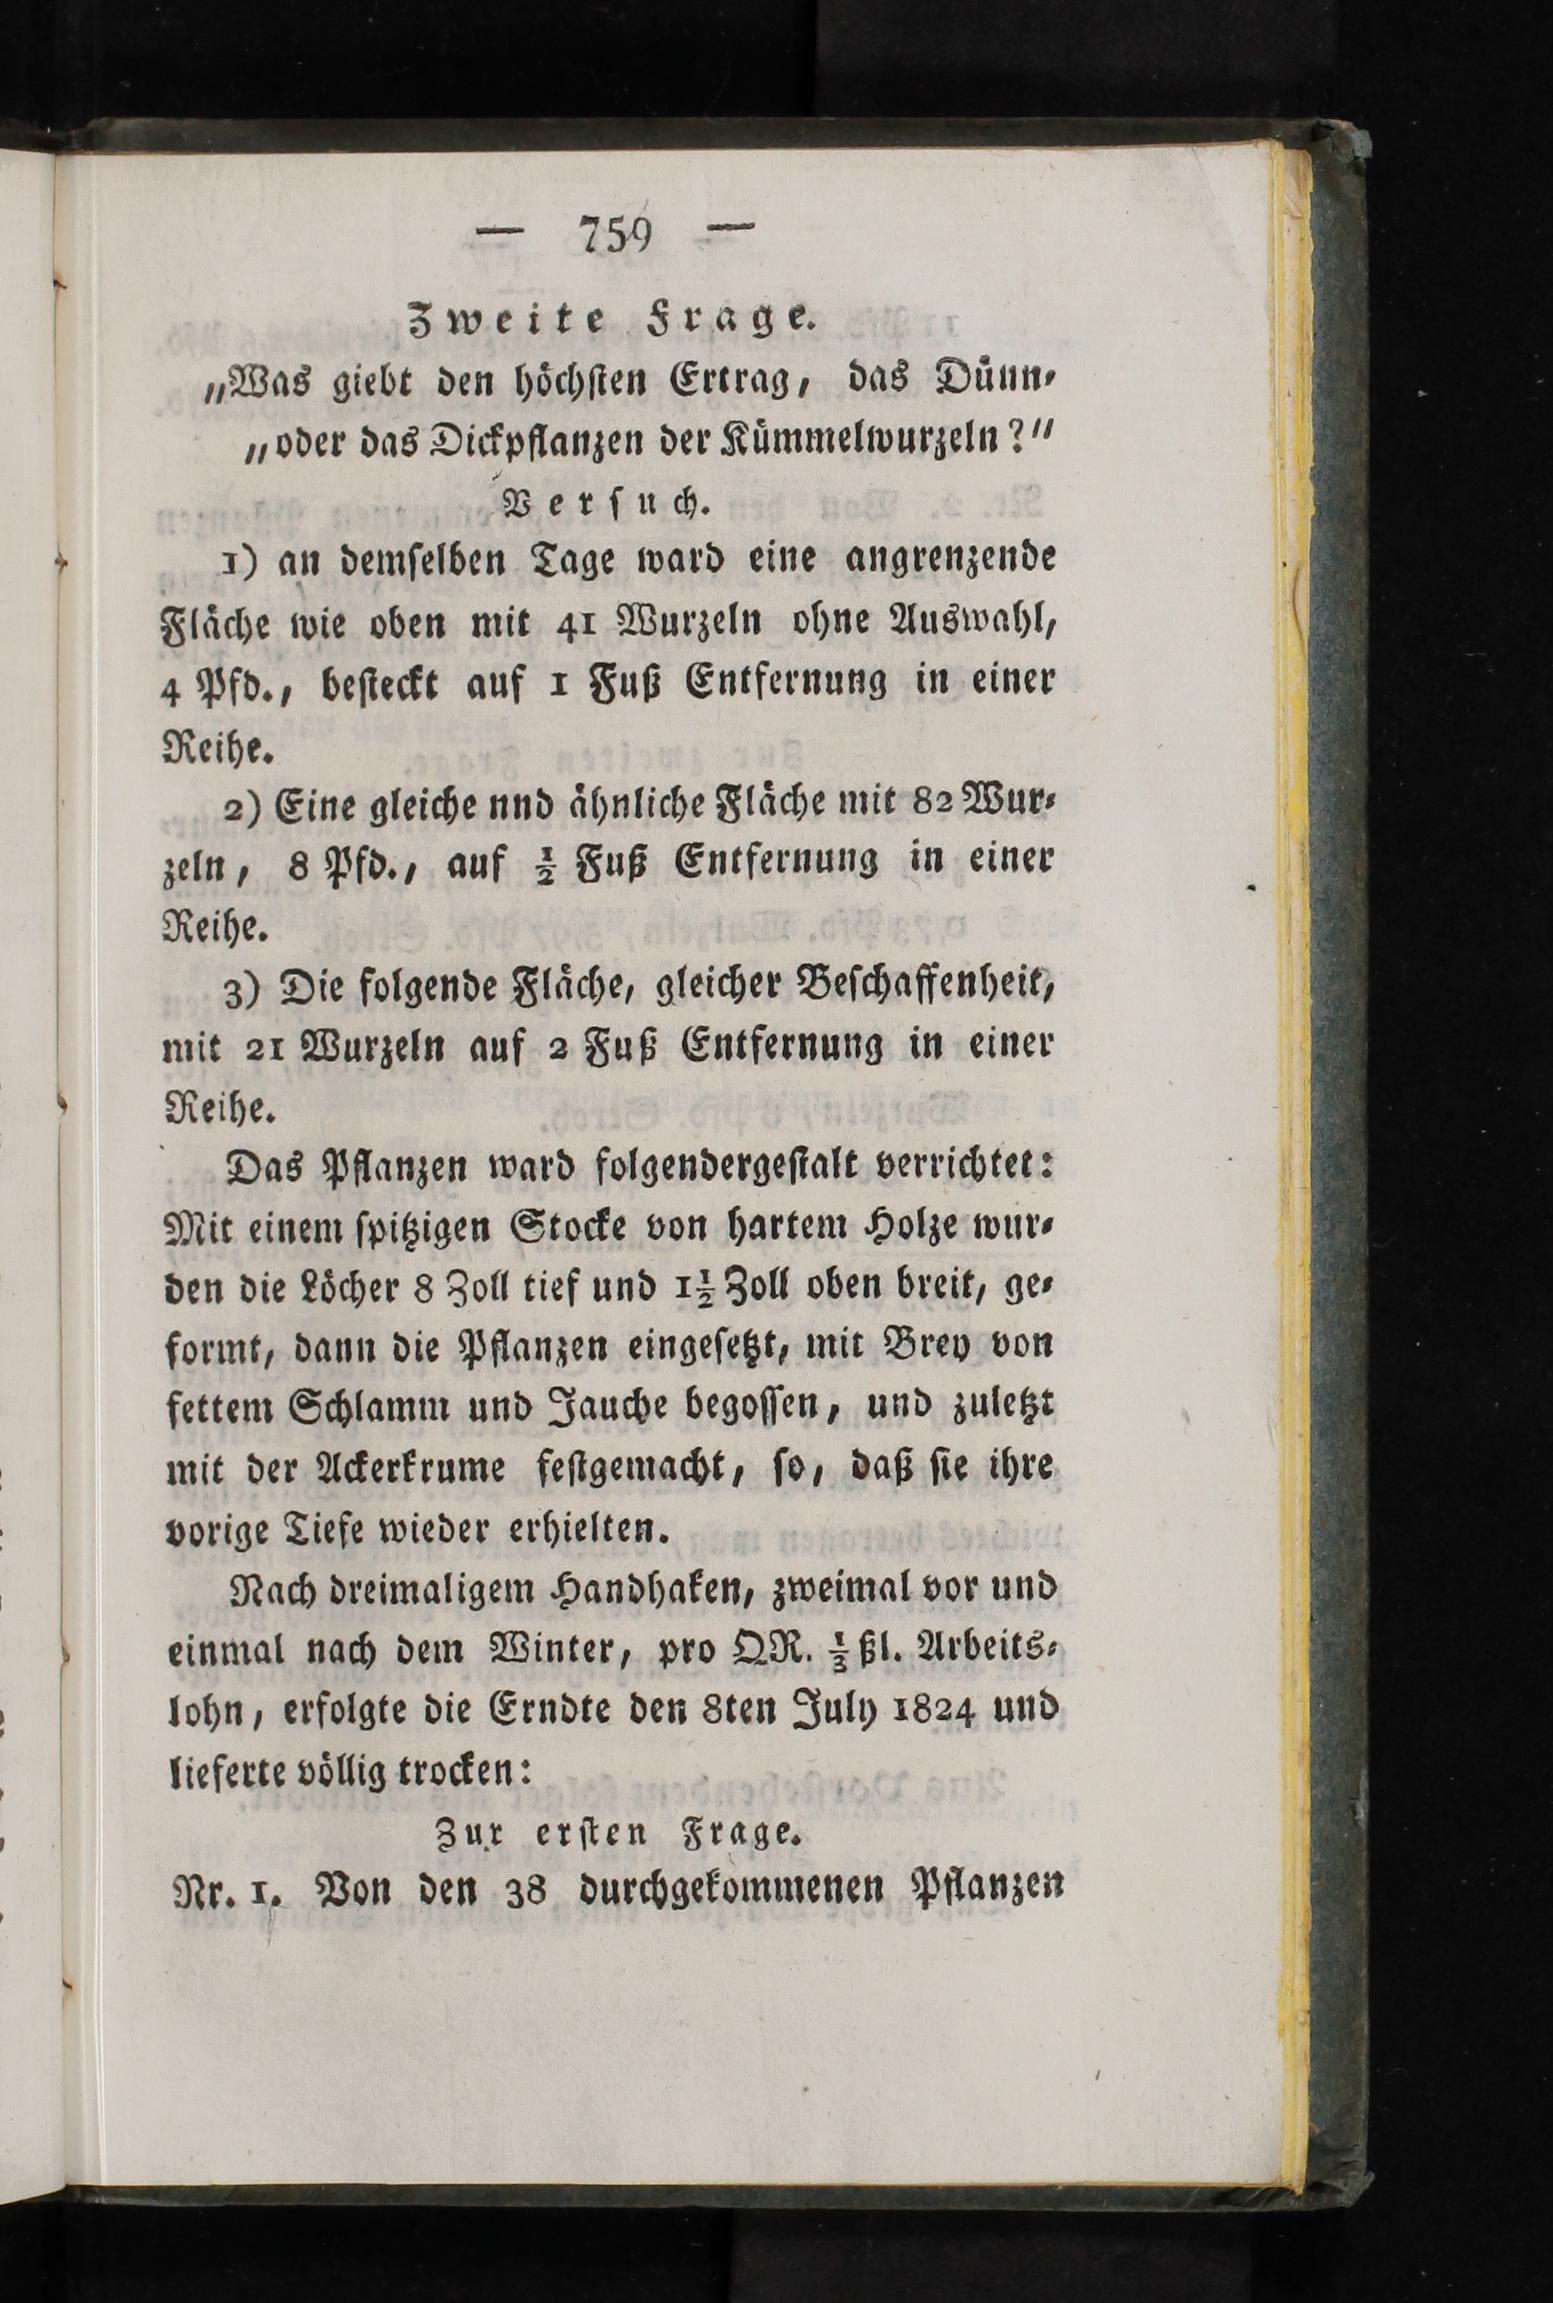 — 759 —
Zweite Frage.
„Was giebt den höchsten Ertrag, das Dünn-
„oder das Dickpflanzen der Kümmelwurzeln?"
Versuch.
1) an demselben Tage ward eine angrenzende
Fläche wie oben mit 41 Wurzeln ohne Auswahl,
4 Pfd., besteckt auf 1 Fuß Entfernung in einer
Reihe.
2) Eine gleiche nnd ähnliche Fläche mit 82 Wur-
zeln, 8 Pfd., auf ½ Fuß Entfernung in einer
Reihe.
3) Die folgende Fläche, gleicher Beschaffenheit,
mit 21 Wurzeln auf 2 Fuß Entfernung in einer
Reihe.
Das Pflanzen ward folgendergestalt verrichtet:
Mit einem spitzigen Stocke von hartem Holze wur-
den die Löcher 8 Zoll tief und 1½ Zoll oben breit, ge-
formt, dann die Pflanzen eingesetzt, mit Brey von
fettem Schlamm und Jauche begossen, und zuletzt
mit der Ackerkrume festgemacht, so, daß sie ihre
vorige Tiefe wieder erhielten.
Nach dreimaligem Handhaken, zweimal vor und
einmal nach dem Winter, pro QR. ⅓ ßl. Arbeits-
lohn, erfolgte die Erndte den 8ten July 1824 und
lieferte völlig trocken:
Zur ersten Frage.
Nr. 1. Von den 38 durchgekommenen Pflanzen